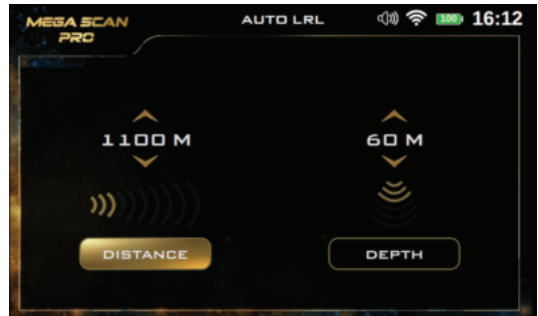 MEGA SCAN
PRO
AUTO LRL
100
16:12
1100 M
60 M
DISTANCE
DEPTH